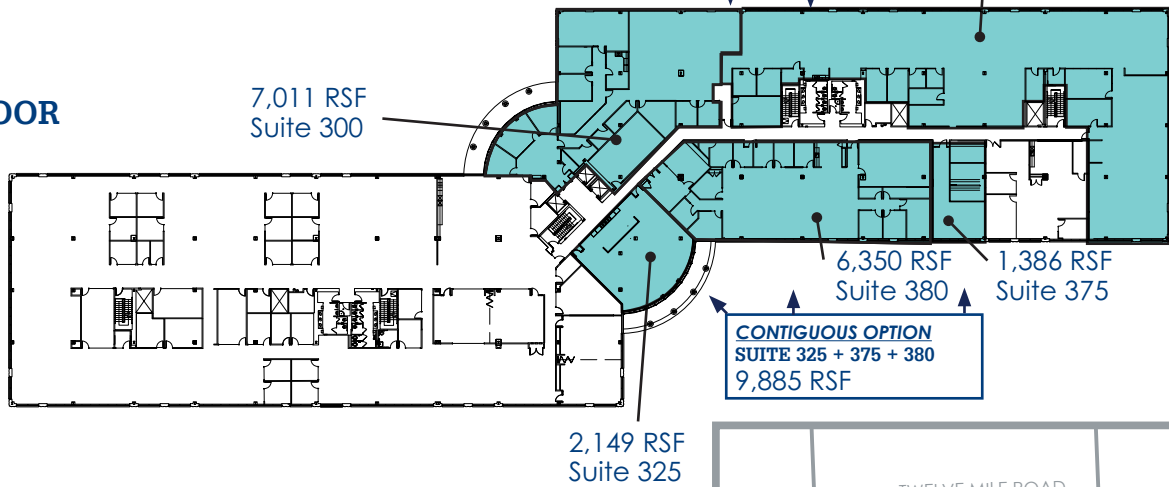 7,011 RSF
Suite 300
6,350 RSF
Suite 380
1,386 RSF
Suite 375
CONTIGUOUS OPTION
SUITE 325 + 375 + 380
9,885 RSF
2,149 RSF
Suite 325